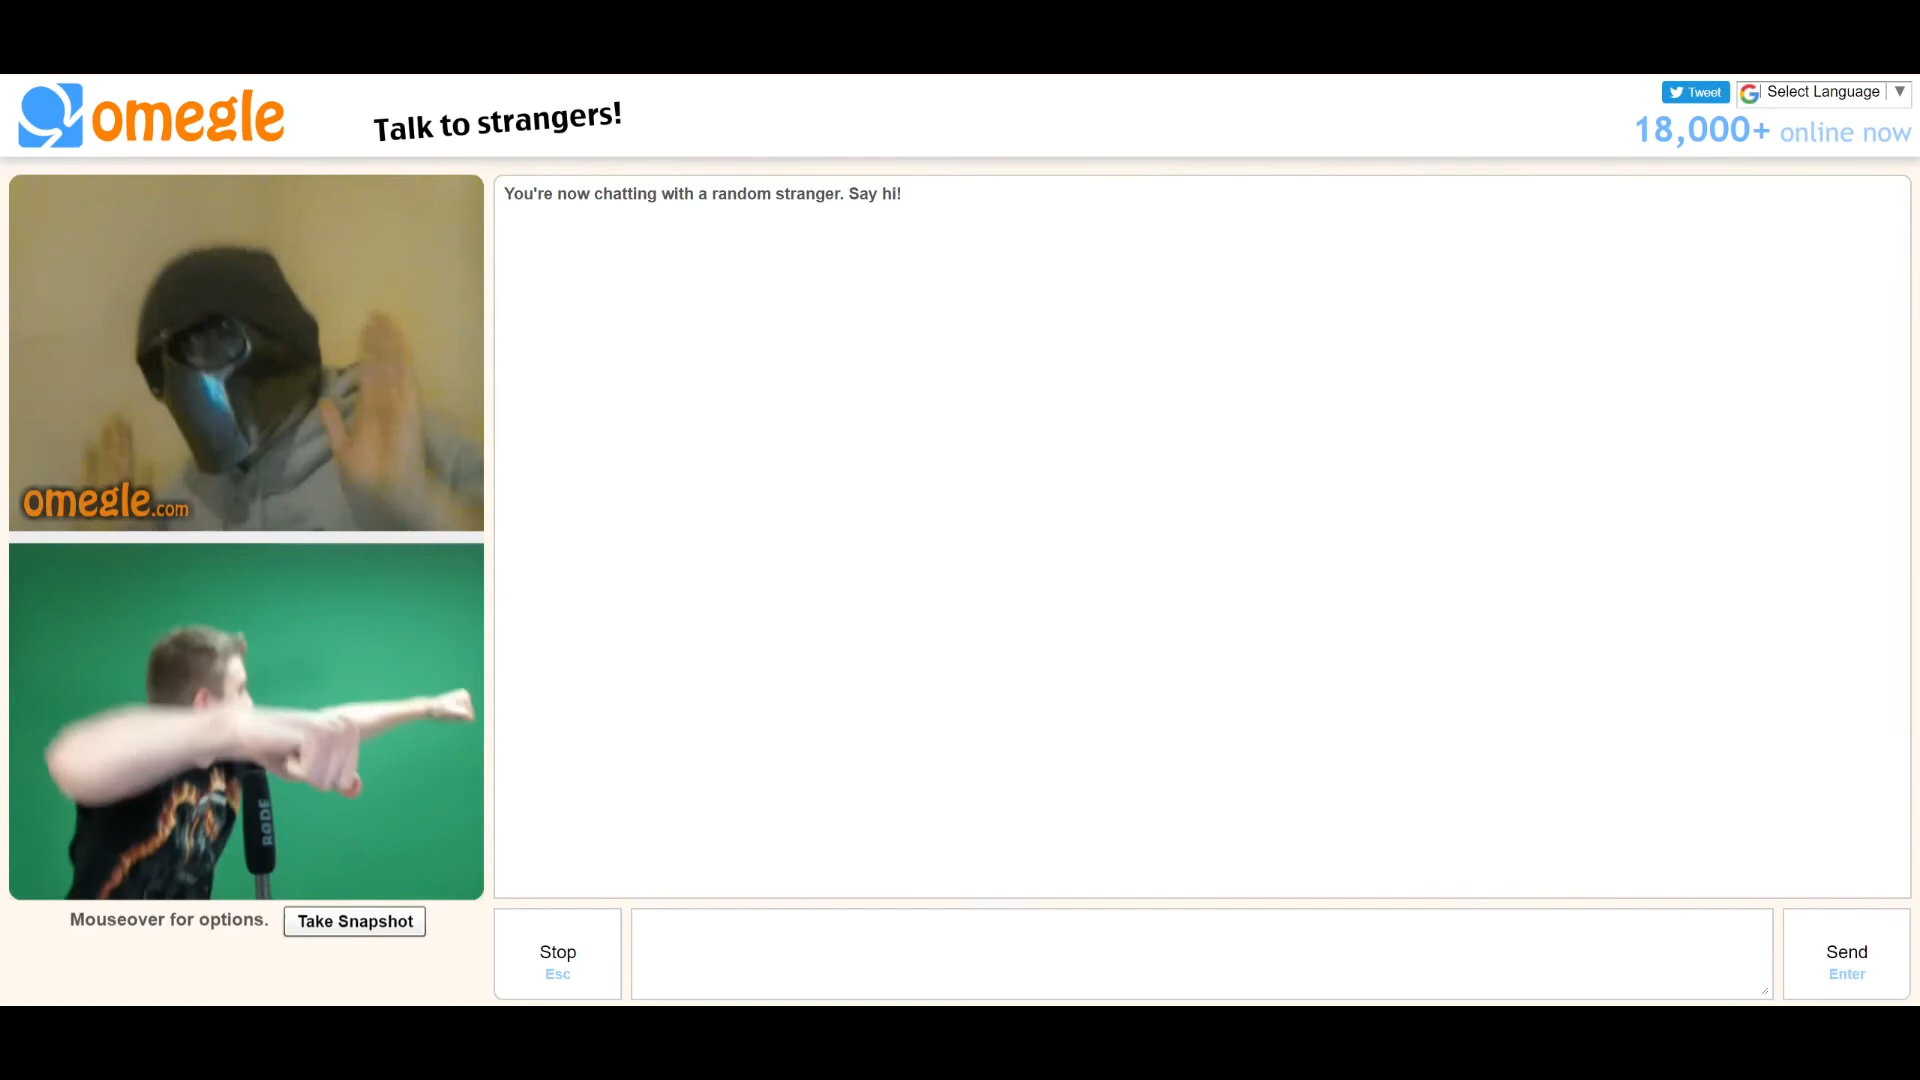 omegle
Talk to strangers!
Tweet
Select Language ▼
18,000+ online now
You're now chatting with a random stranger. Say hi!
omegle.com
RØDE
Mouseover for options.
Take Snapshot
Stop
Esc
Send
Enter